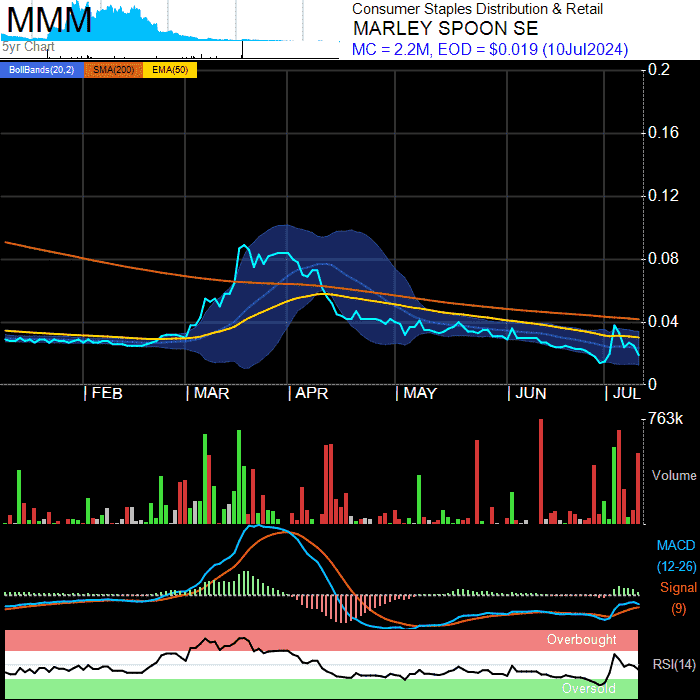 MMM
5yr Chart
Consumer Staples Distribution & Retail
MARLEY SPOON SE
MC = 2.2M, EOD = $0.019 (10Jul2024)
BollBands(20,2) SMA(200) EMA(50)
0.2
0.16
0.12
0.08
0.04
0
FEB MAR APR MAY JUN JUL
763k
Volume
MACD
(12-26)
Signal
(9)
Overbought
RSI(14)
Oversold